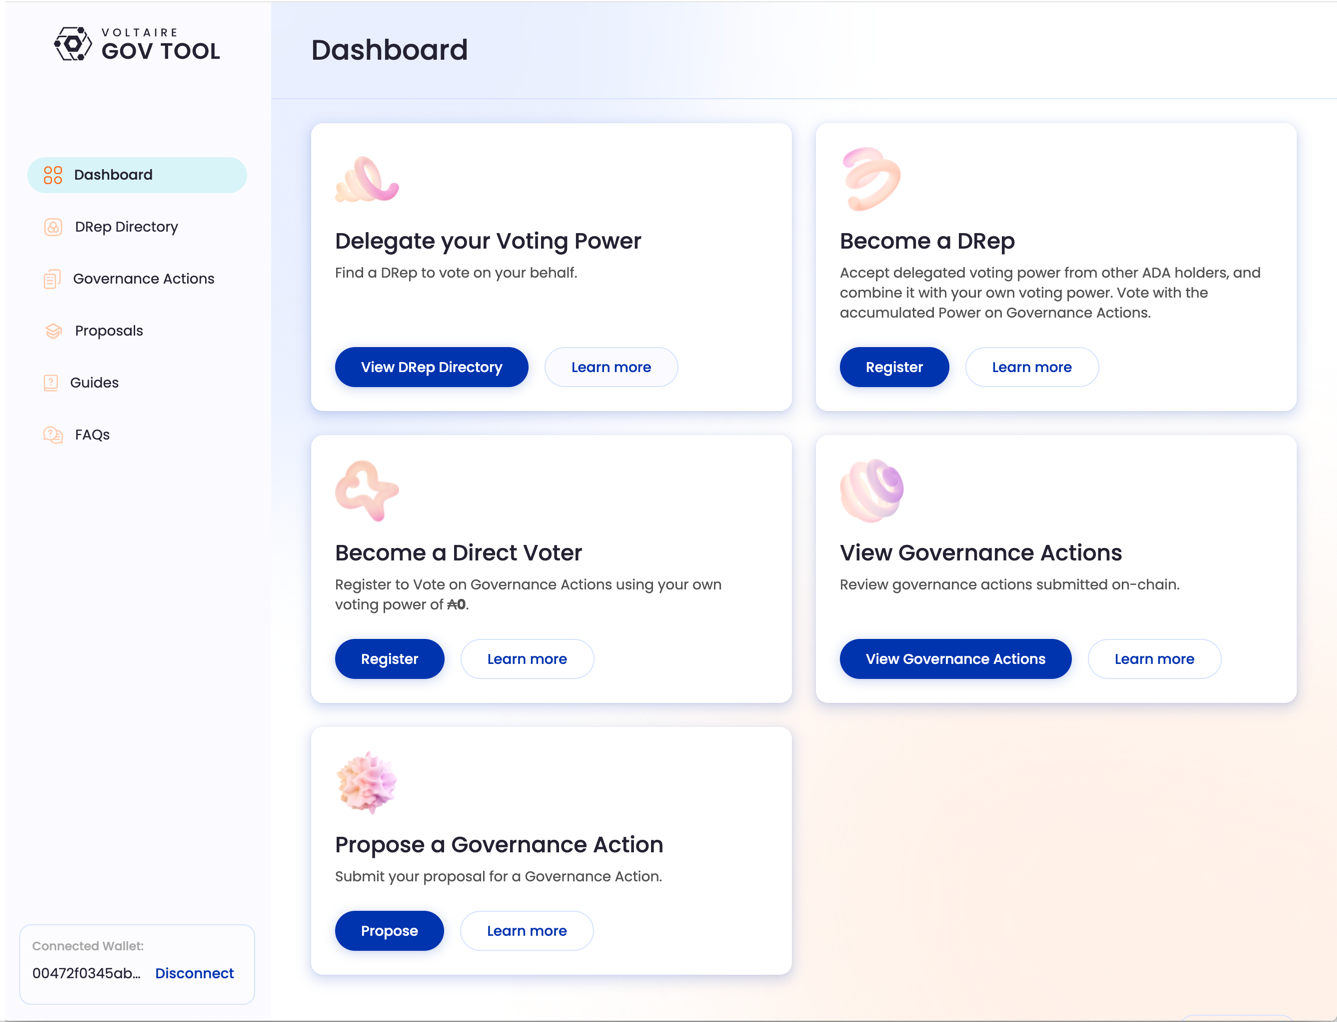 VOLTAIRE
GOV TOOL
Dashboard
DRep Directory
Governance Actions
Proposals
Guides
FAQs
Connected Wallet:
00472f0345ab...
Disconnect
Dashboard
Delegate your Voting Power
Find a DRep to vote on your behalf.
View DRep Directory
Learn more
Become a DRep
Accept delegated voting power from other ADA holders, and
combine it with your own voting power. Vote with the
accumulated Power on Governance Actions.
Register
Learn more
Become a Direct Voter
Register to Vote on Governance Actions using your own
voting power of ₳0.
Register
Learn more
View Governance Actions
Review governance actions submitted on-chain.
View Governance Actions
Learn more
Propose a Governance Action
Submit your proposal for a Governance Action.
Propose
Learn more